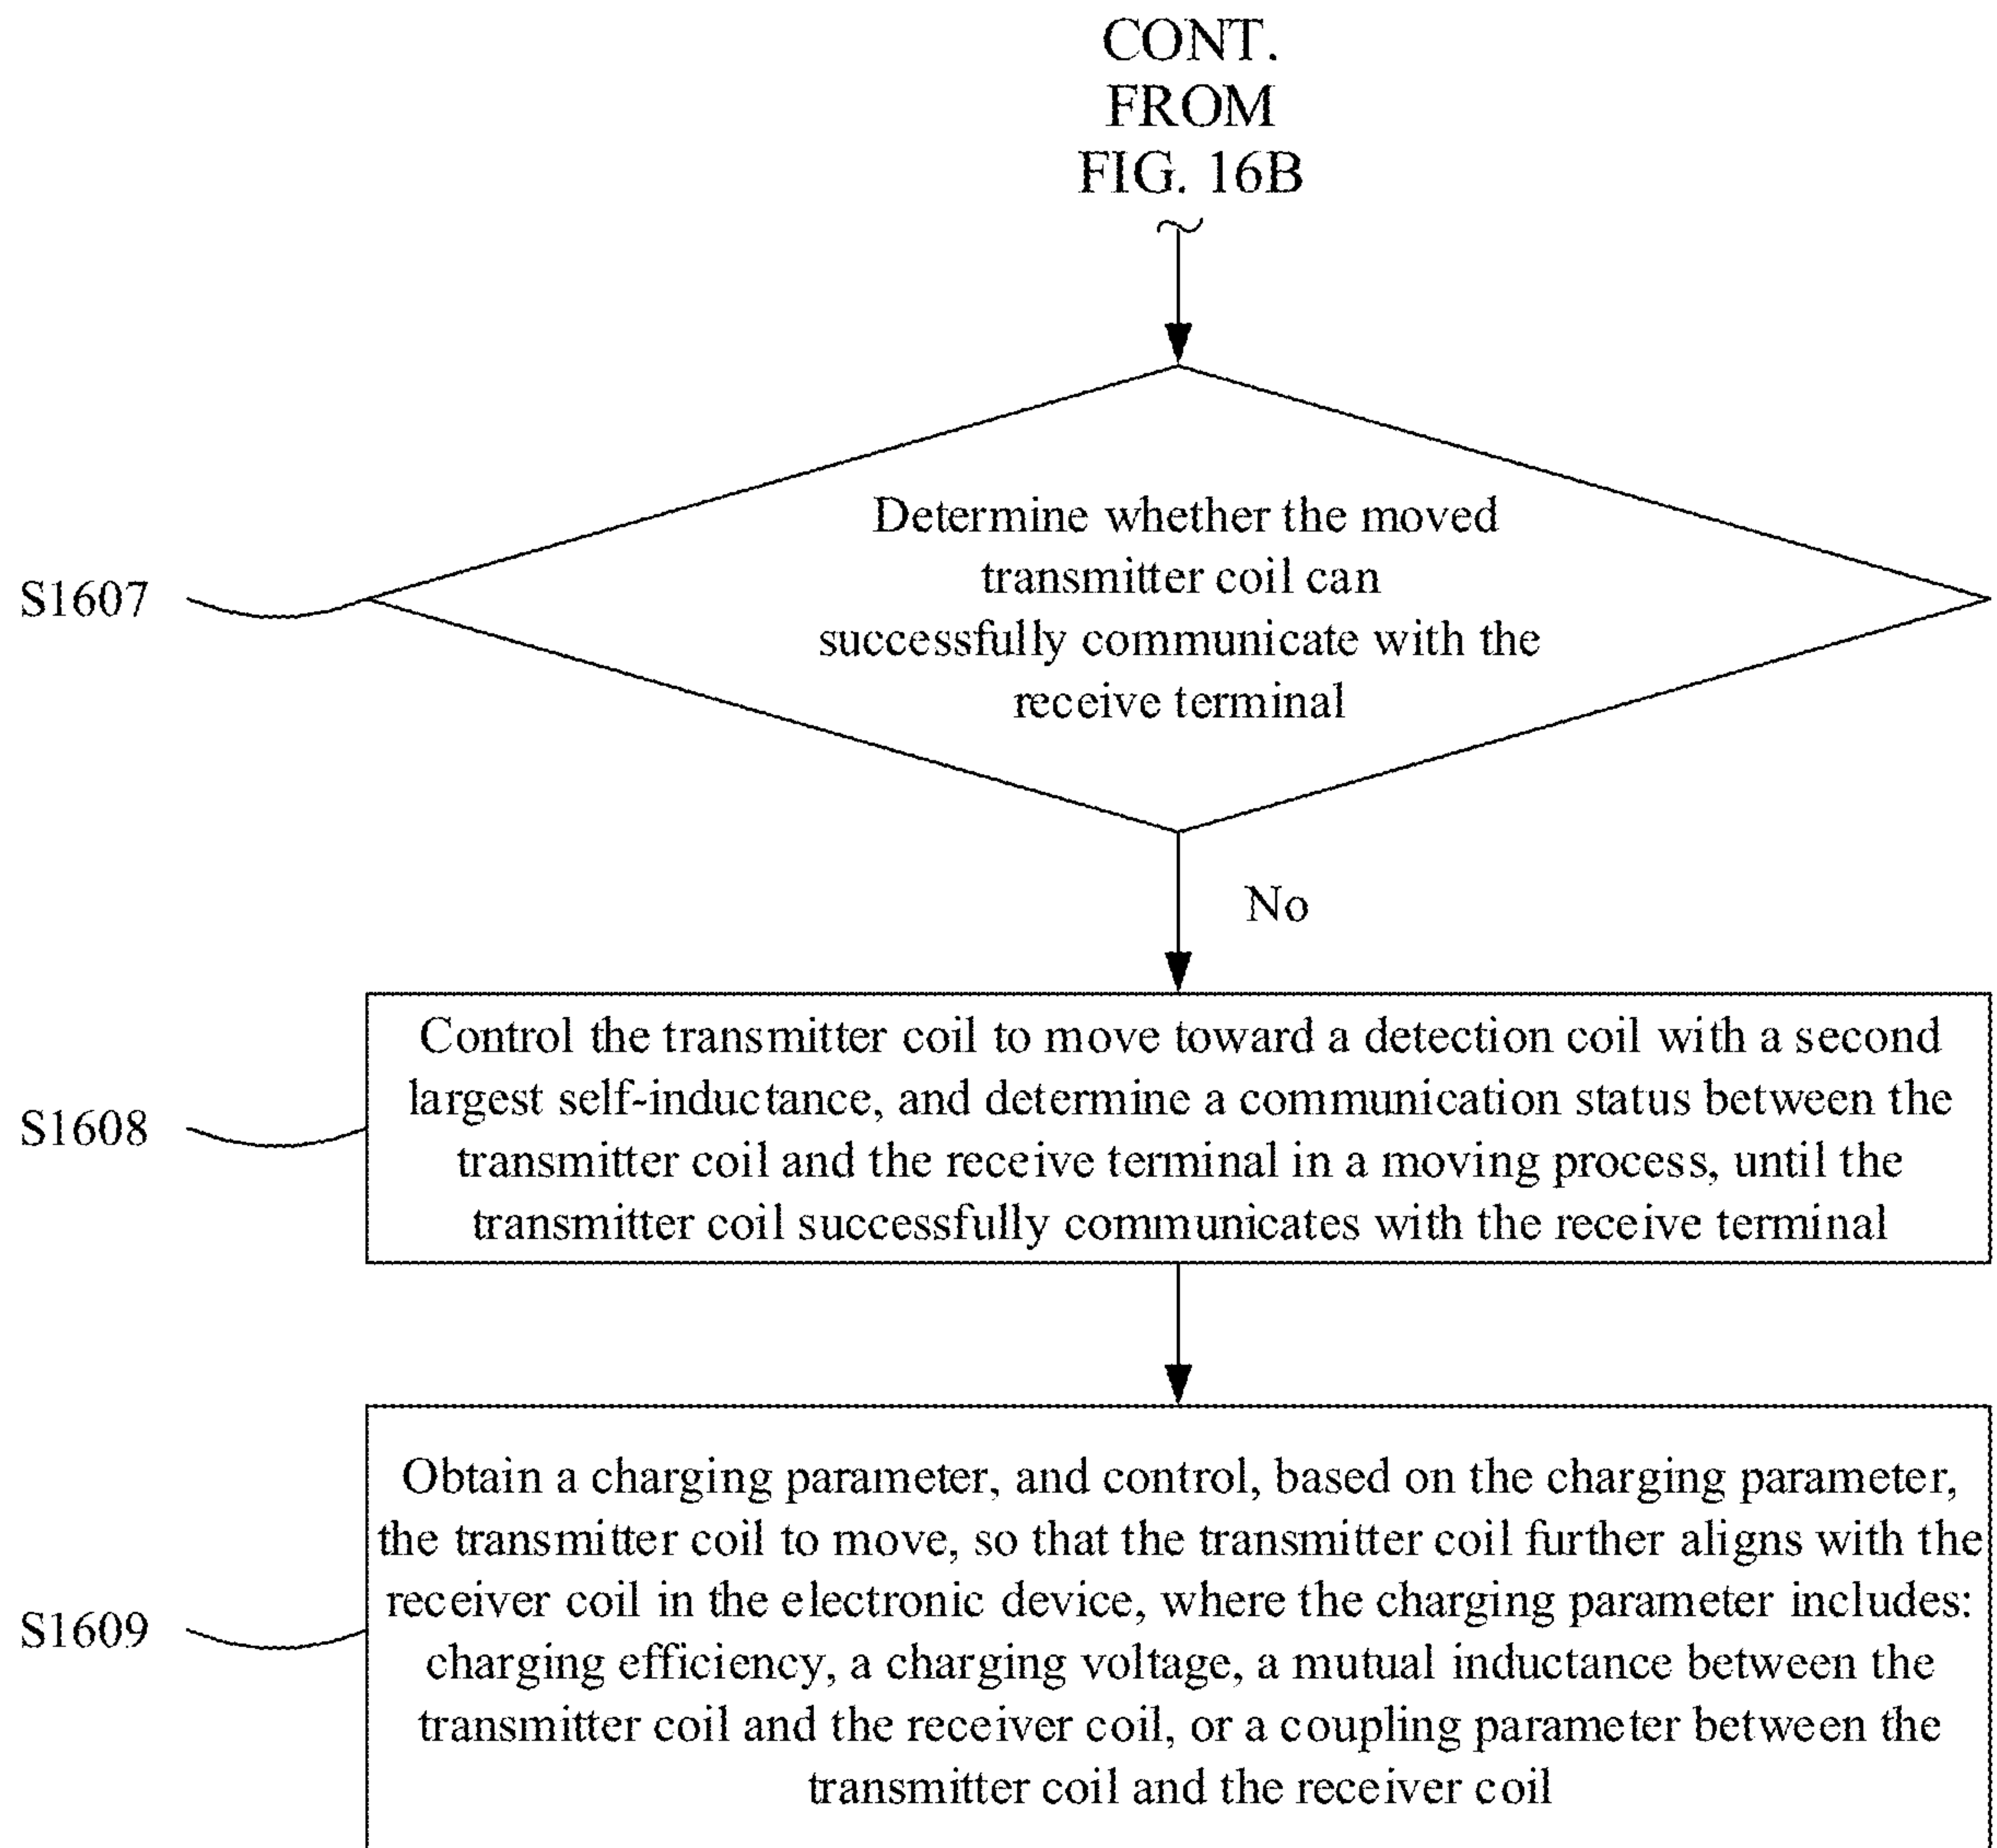 CONT.
FROM
FIG. 16B
Determine whether the moved
transmitter coil can
successfully communicate with the
receive terminal
S1607
No
Control the transmitter coil to move toward a detection coil with a second
largest self-inductance, and determine a communication status between the
transmitter coil and the receive terminal in a moving process, until the
transmitter coil successfully communicates with the receive terminal
S1608
Obtain a charging parameter, and control, based on the charging parameter,
the transmitter coil to move, so that the transmitter coil further aligns with the
receiver coil in the electronic device, where the charging parameter includes:
charging efficiency, a charging voltage, a mutual inductance between the
transmitter coil and the receiver coil, or a coupling parameter between the
transmitter coil and the receiver coil
S1609